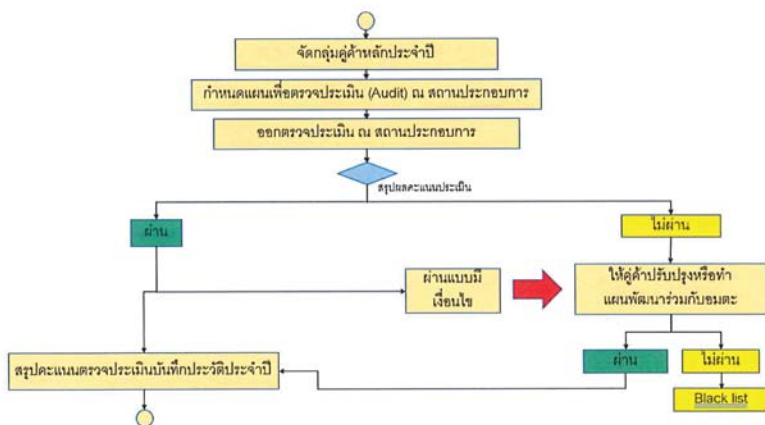 จัดกลุ่มคู่ค้าหลักประจำปี
กำหนดแผนเพื่อตรวจประเมิน (Audit) ณ สถานประกอบการ
ออกตรวจประเมิน ณ สถานประกอบการ
สรุปผลคะแนนประเมิน
ผ่าน
ไม่ผ่าน
ผ่านแบบมี
เงื่อนไข
ให้คู่ค้าปรับปรุงหรือทำ
แผนพัฒนาร่วมกับอมตะ
ผ่าน
ไม่ผ่าน
สรุปคะแนนตรวจประเมินบันทึกประวัติประจำปี
Black list